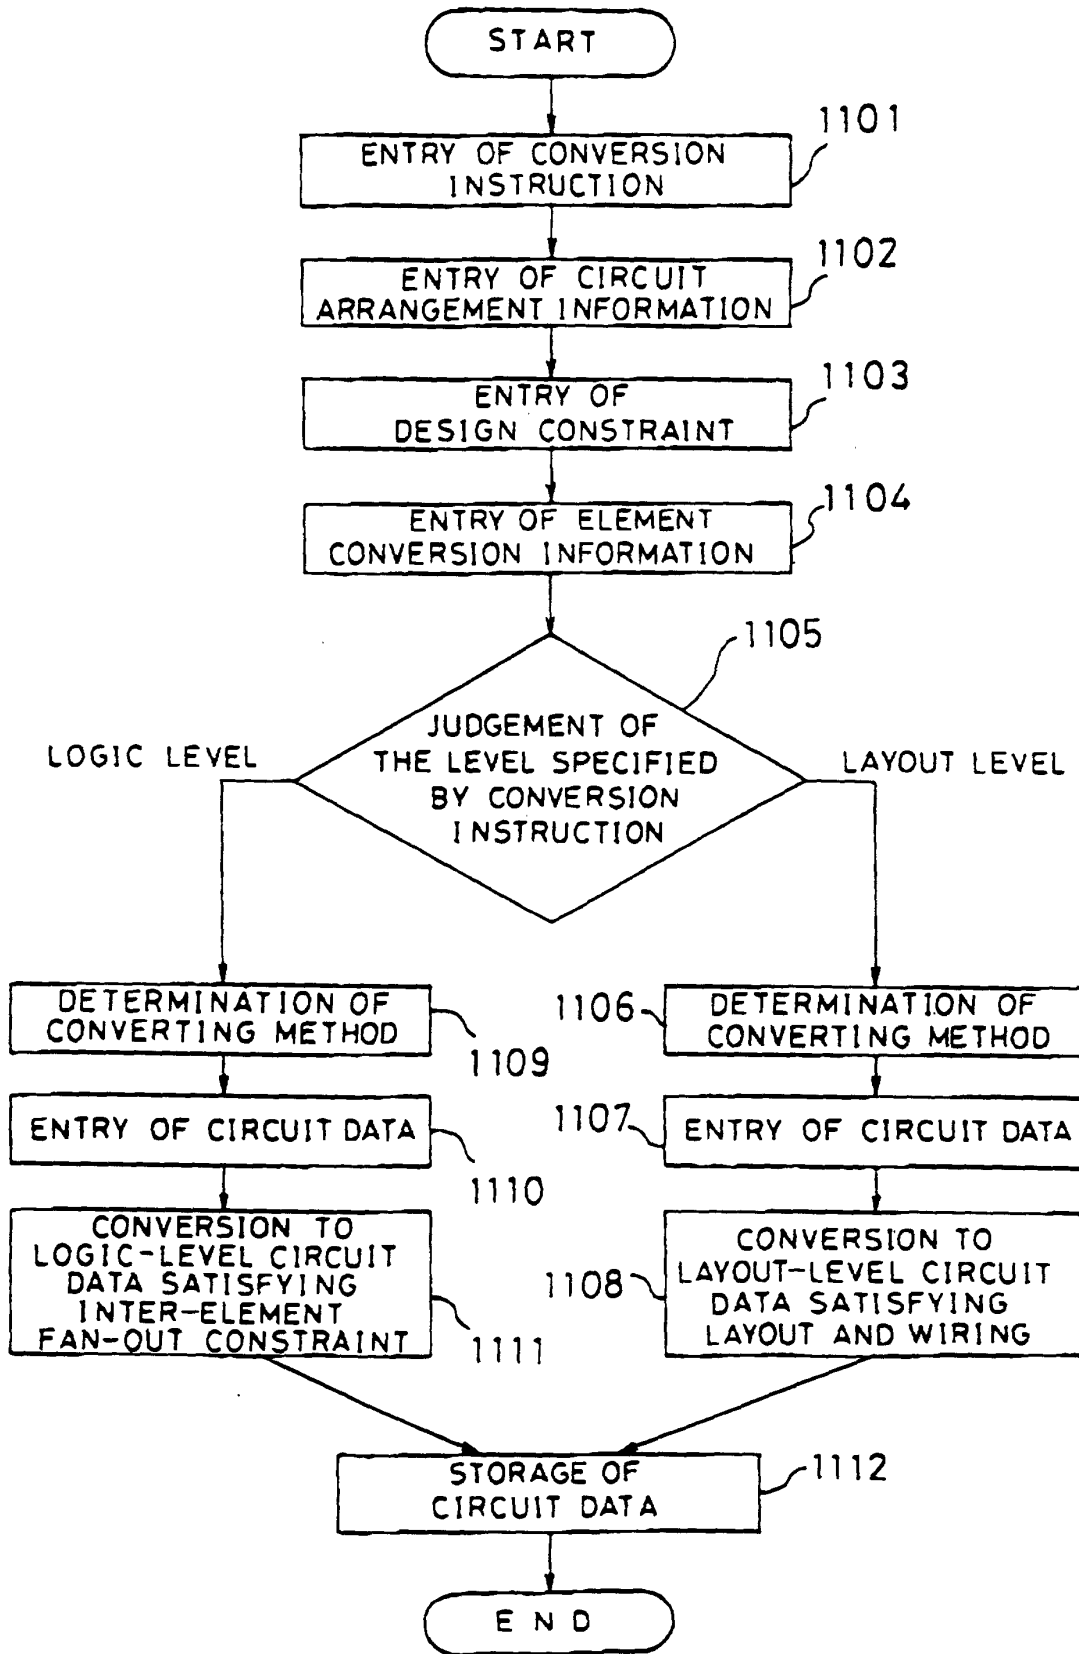 START
1101
ENTRY OF CONVERSION
INSTRUCTION
1102
ENTRY OF CIRCUIT
ARRANGEMENT INFORMATION
1103
ENTRY OF
DESIGN CONSTRAINT
1104
ENTRY OF ELEMENT
CONVERSION INFORMATION
1105
JUDGEMENT OF
THE LEVEL SPECIFIED
BY CONVERSION
INSTRUCTION
LOGIC LEVEL
LAYOUT LEVEL
DETERMINATION OF
CONVERTING METHOD
1109
ENTRY OF CIRCUIT DATA
1110
CONVERSION TO
LOGIC-LEVEL CIRCUIT
DATA SATISFYING
INTER-ELEMENT
FAN-OUT CONSTRAINT
1111
1106
DETERMINATION OF
CONVERTING METHOD
1107
ENTRY OF CIRCUIT DATA
1108
CONVERSION TO
LAYOUT-LEVEL CIRCUIT
DATA SATISFYING
LAYOUT AND WIRING
STORAGE OF
CIRCUIT DATA
1112
END